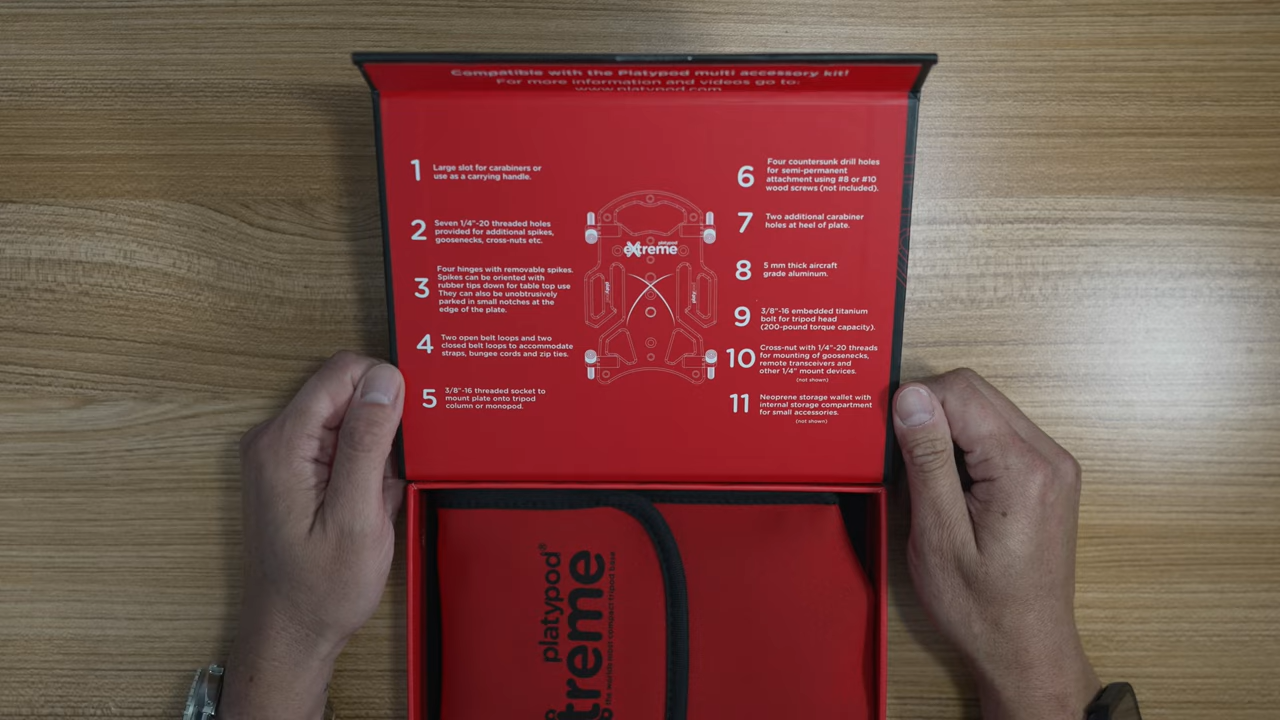 Compatible with the Platypod multi accessory kit!
For more information and videos go to:
www.platypod.com
1
Large slot for carabiners or
use as a carrying handle.
2
Seven 1/4"-20 threaded holes
provided for additional spikes,
goosenecks, cross-nuts etc.
3
Four hinges with removable spikes.
Spikes can be oriented with
rubber tips down for table top use
They can also be unobtrusively
parked in small notches at the
edge of the plate.
4
Two open belt loops and two
closed belt loops to accommodate
straps, bungee cords and zip ties.
5
3/8"-16 threaded socket to
mount plate onto tripod
column or monopod.
platypod
extreme
platypod
platypod
6
Four countersunk drill holes
for semi-permanent
attachment using #8 or #10
wood screws (not included).
7
Two additional carabiner
holes at heel of plate.
8
5 mm thick aircraft
grade aluminum.
9
3/8"-16 embedded titanium
bolt for tripod head
(200-pound torque capacity).
10
Cross-nut with 1/4"-20 threads
for mounting of goosenecks,
remote transceivers and
other 1/4" mount devices.
(not shown)
11
Neoprene storage wallet with
internal storage compartment
for small accessories.
(not shown)
platypod®
treme
the worlds most compact tripod base